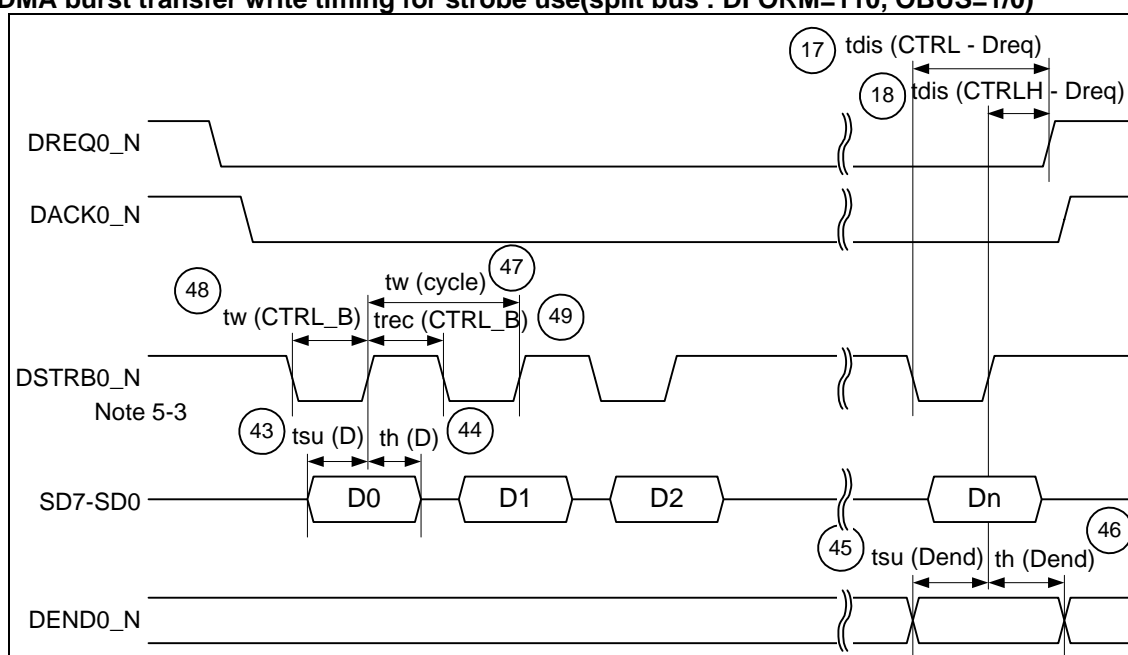 DMA burst transfer write timing for strobe use(split bus : DFORM=110, OBUS=1/0)
17 tdis (CTRL - Dreq)
18 tdis (CTRLH - Dreq)
DREQ0_N
DACK0_N
47
48 tw (cycle)
tw (CTRL_B) trec (CTRL_B) 49
DSTRB0_N
Note 5-3
43 tsu (D) th (D) 44
SD7-SD0 D0 D1 D2 Dn
45 46
tsu (Dend) th (Dend)
DEND0_N